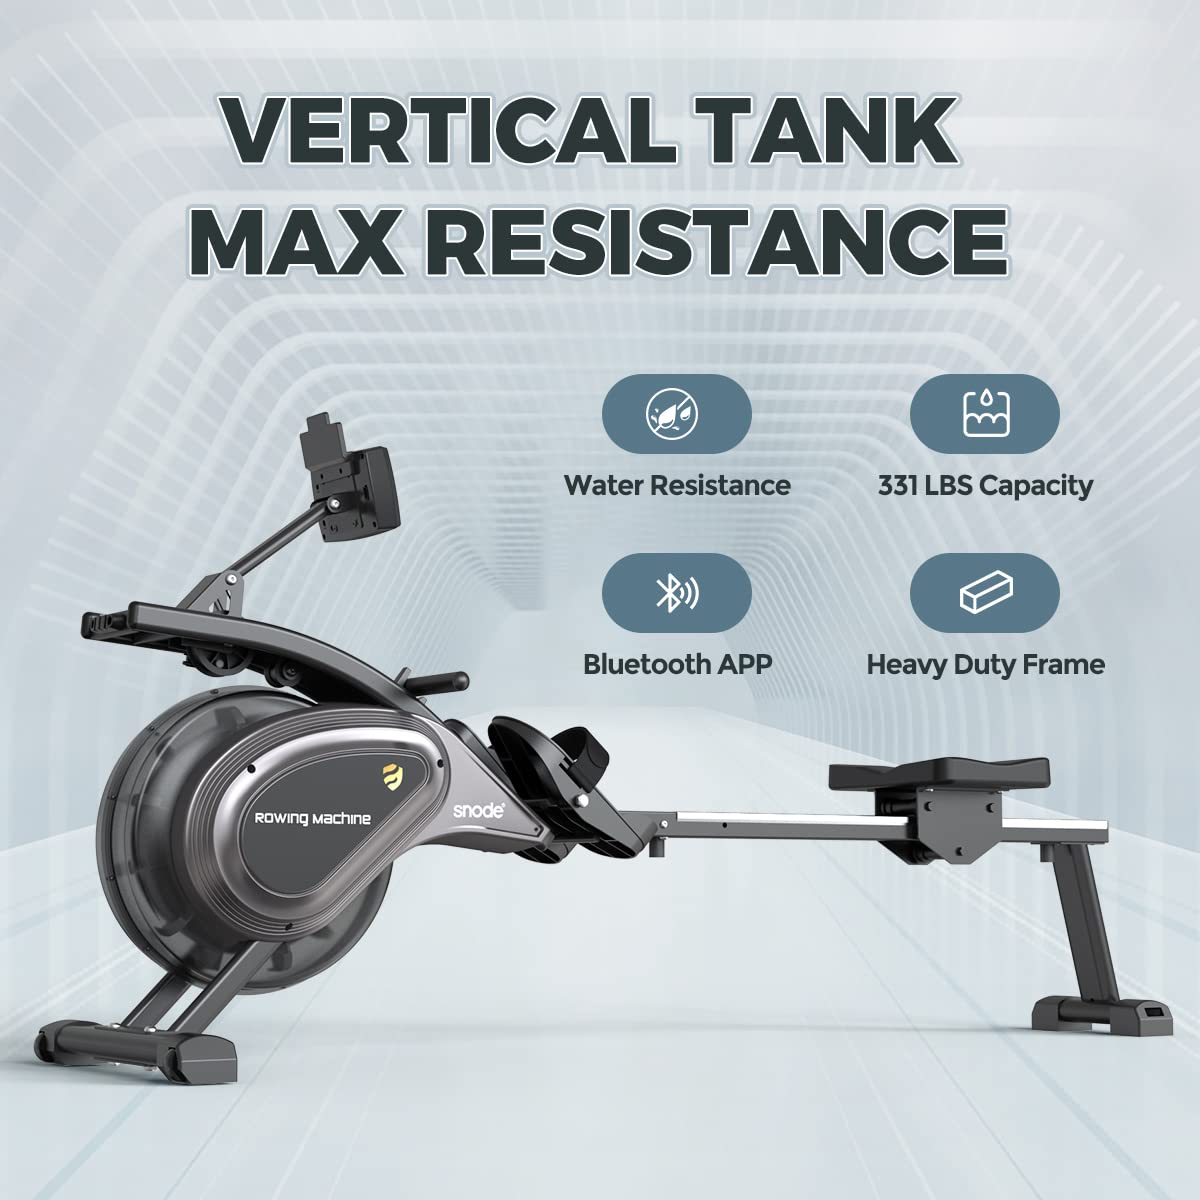 VERTICAL TANK
MAX RESISTANCE
Water Resistance
331 LBS Capacity
Bluetooth APP
Heavy Duty Frame
ROWING MACHINE
snode®